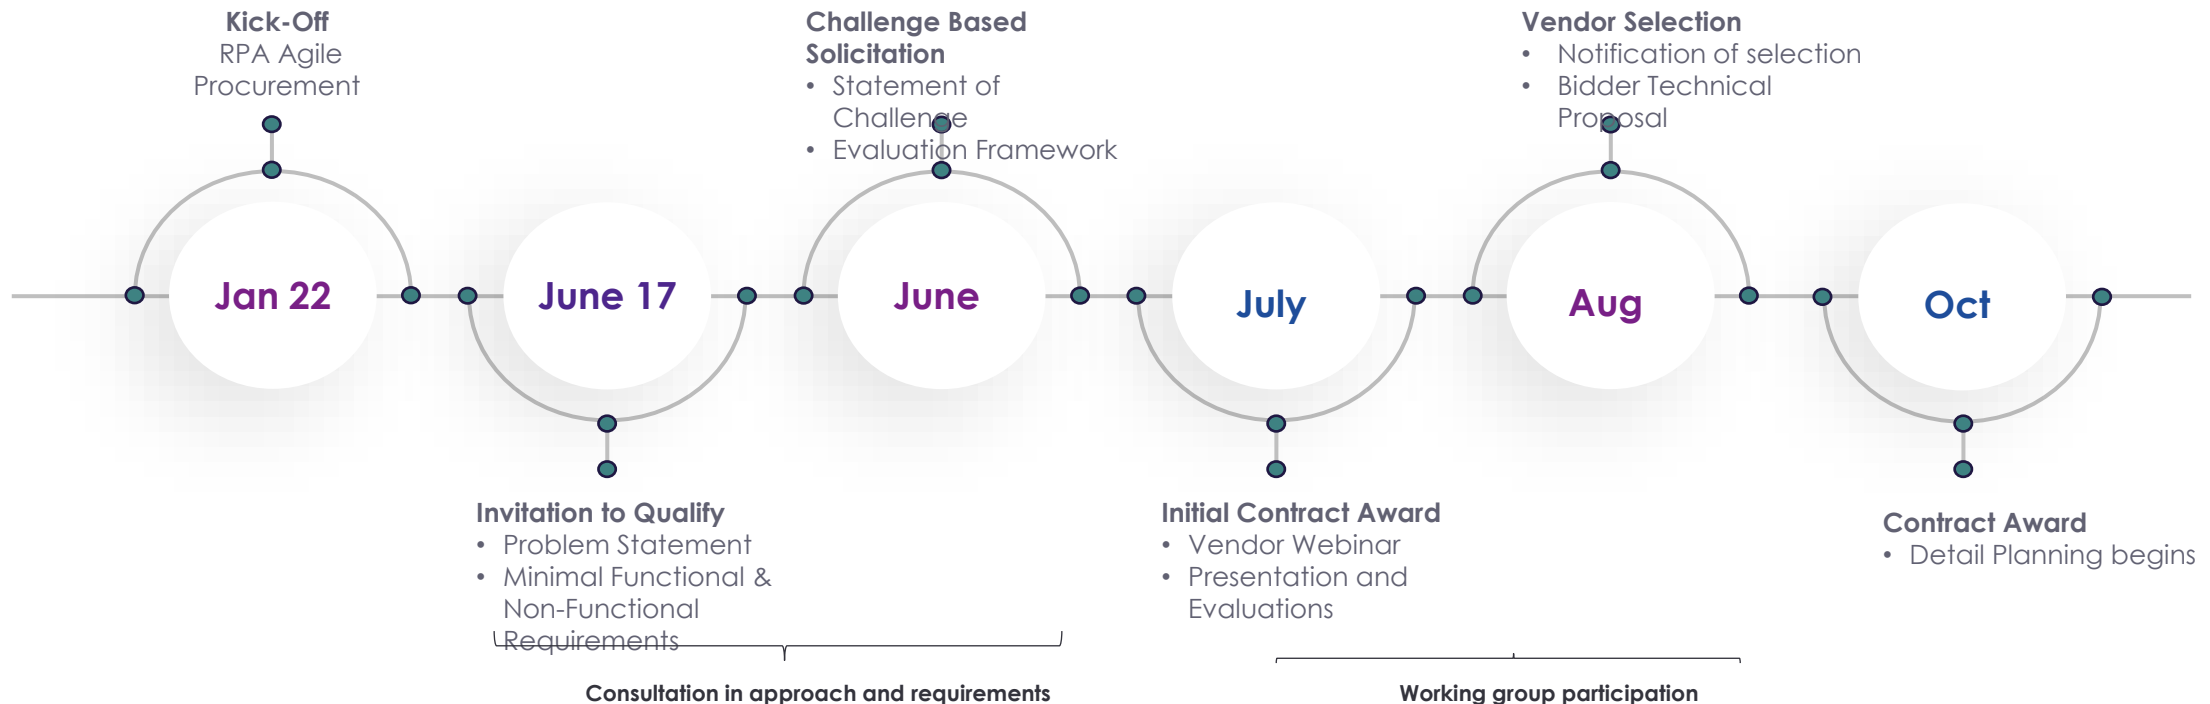 Kick-Off
RPA Agile
Procurement
Challenge Based
Solicitation
• Statement of
Challenge
• Evaluation Framework
Vendor Selection
• Notification of selection
• Bidder Technical
Proposal
Jan 22
June 17
June
July
Aug
Oct
Invitation to Qualify
• Problem Statement
• Minimal Functional &
Non-Functional
Requirements
Initial Contract Award
• Vendor Webinar
• Presentation and
Evaluations
Contract Award
• Detail Planning begins
Consultation in approach and requirements
Working group participation